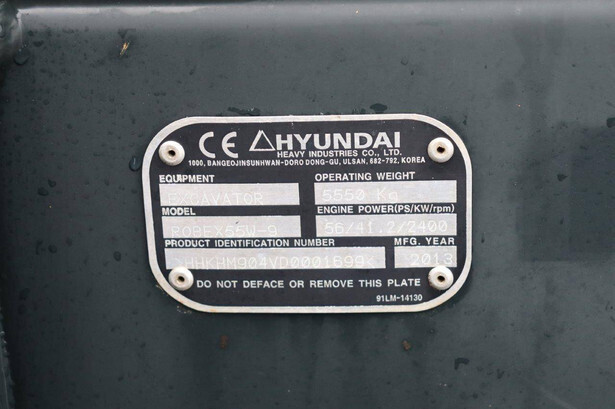 CE HYUNDAI
HEAVY INDUSTRIES CO., LTD.
1000, BANGEOJINSUNHWAN-DORO DONG-GU, ULSAN, 682-792, KOREA
EQUIPMENT OPERATING WEIGHT
EXCAVATOR 5550 Kg
MODEL ENGINE POWER(PS/KW/rpm)
ROBEX55W-9 56/41.2/2400
PRODUCT IDENTIFICATION NUMBER MFG. YEAR
2013
DO NOT DEFACE OR REMOVE THIS PLATE
91LM-14130